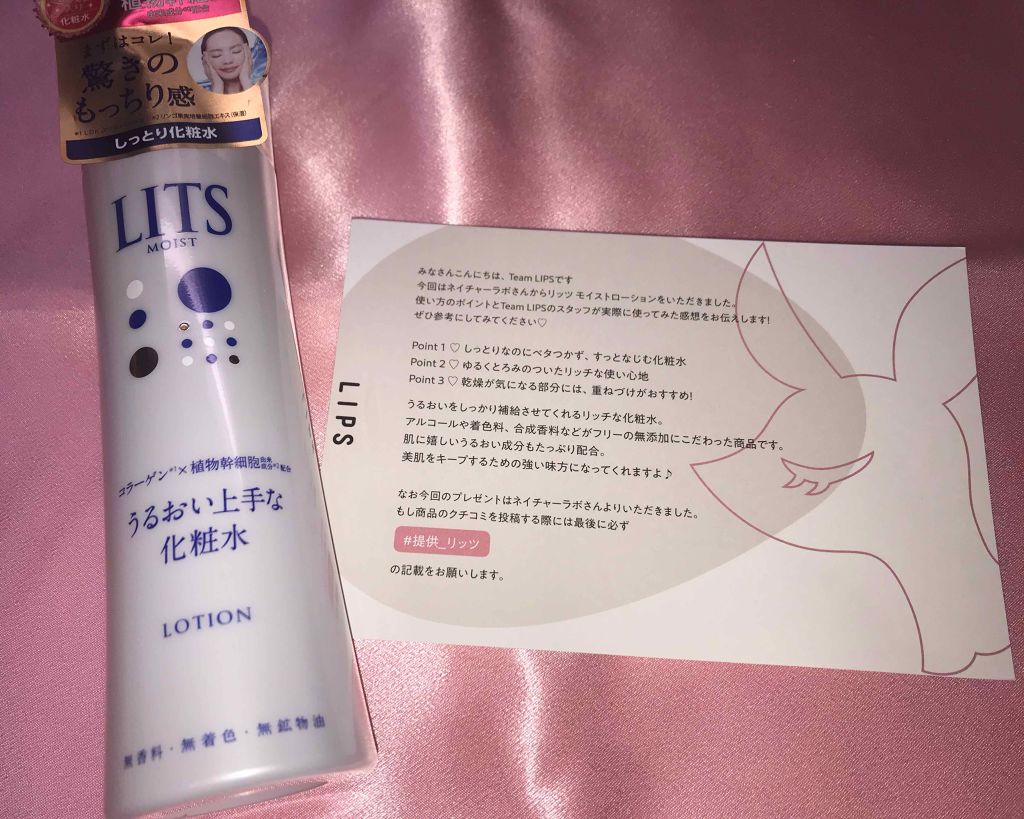 化粧水
まずはコレ!
驚きの
もっちり感
しっとり化粧水
LITS
MOIST
コラーゲン*1×植物幹細胞由来成分*2配合
うるおい上手な
化粧水
LOTION
無香料・無着色・無鉱物油
LIPS
みなさんこんにちは、Team LIPSです
今回はネイチャーラボさんからリッツ モイストローションをいただきました。
使い方のポイントとTeam LIPSのスタッフが実際に使ってみた感想をお伝えします!
ぜひ参考にしてみてください♡
Point 1 ♡ しっとりなのにベタつかず、すっとなじむ化粧水
Point 2 ♡ ゆるくとろみのついたリッチな使い心地
Point 3 ♡ 乾燥が気になる部分には、重ねづけがおすすめ!
うるおいをしっかり補給させてくれるリッチな化粧水。
アルコールや着色料、合成香料などがフリーの無添加にこだわった商品です。
肌に嬉しいうるおい成分もたっぷり配合。
美肌をキープするための強い味方になってくれますよ♪
なお今回のプレゼントはネイチャーラボさんよりいただきました。
もし商品のクチコミを投稿する際には最後に必ず
#提供_リッツ
の記載をお願いします。